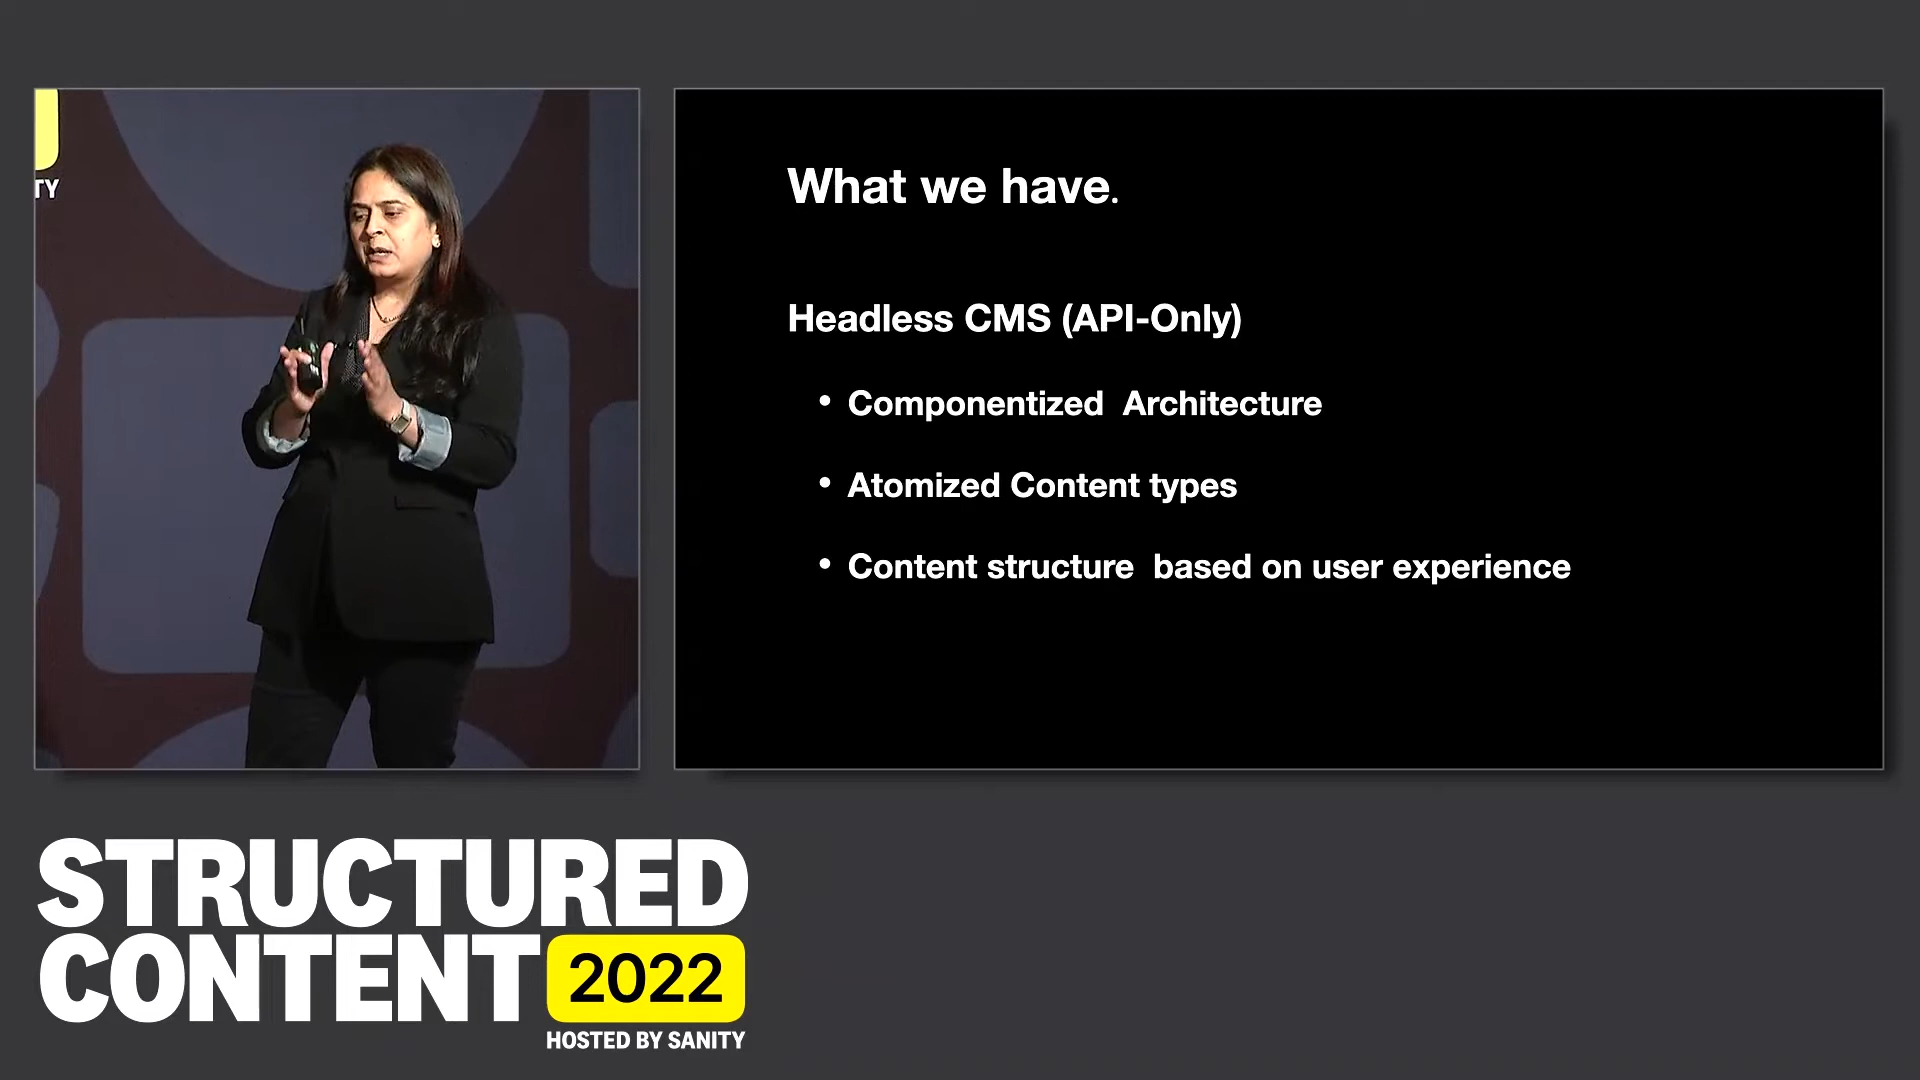 TY
What we have.
Headless CMS (API-Only)
• Componentized  Architecture
• Atomized Content types
• Content structure  based on user experience
STRUCTURED
CONTENT 2022
HOSTED BY SANITY